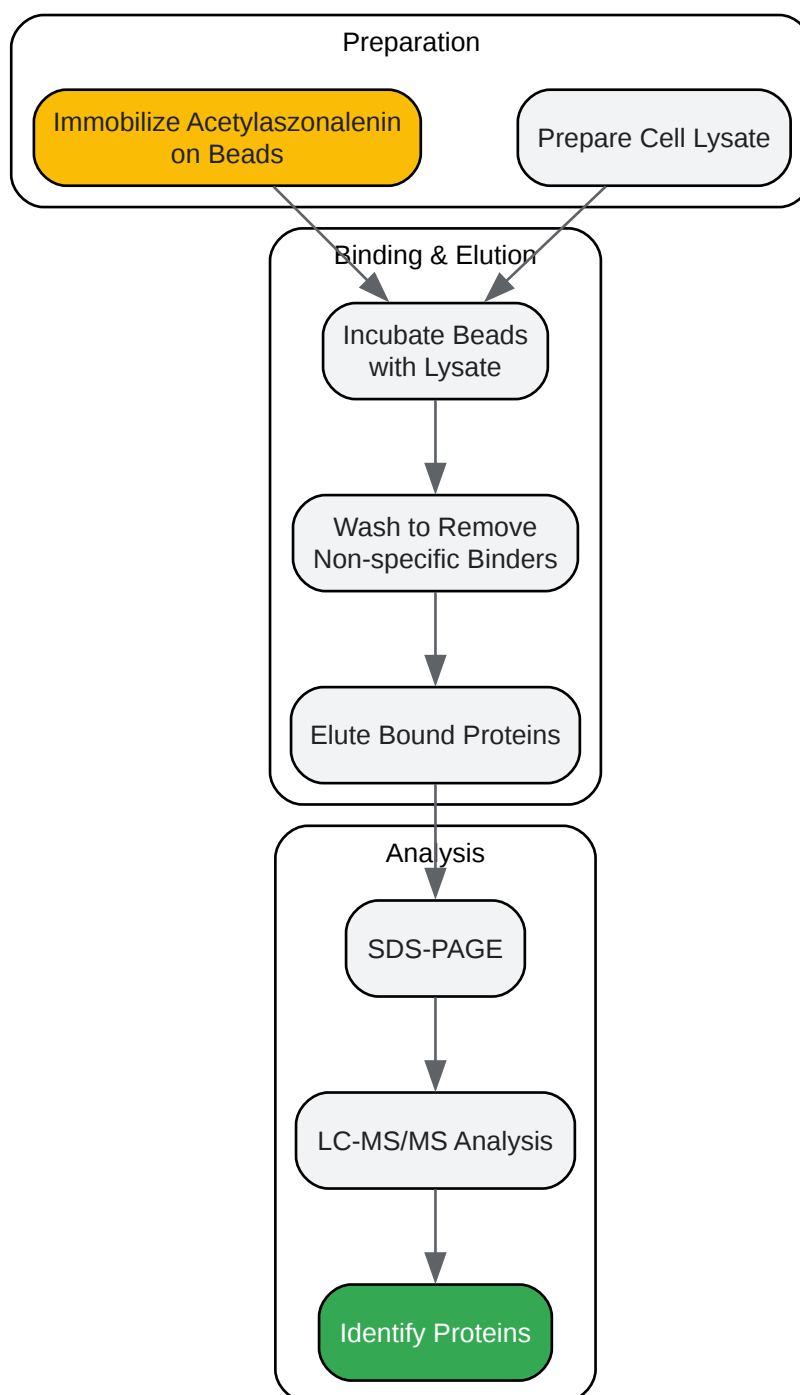 Preparation
Immobilize Acetylaszonalenin
on Beads
Prepare Cell Lysate
Binding & Elution
Incubate Beads
with Lysate
Wash to Remove
Non-specific Binders
Elute Bound Proteins
Analysis
SDS-PAGE
LC-MS/MS Analysis
Identify Proteins